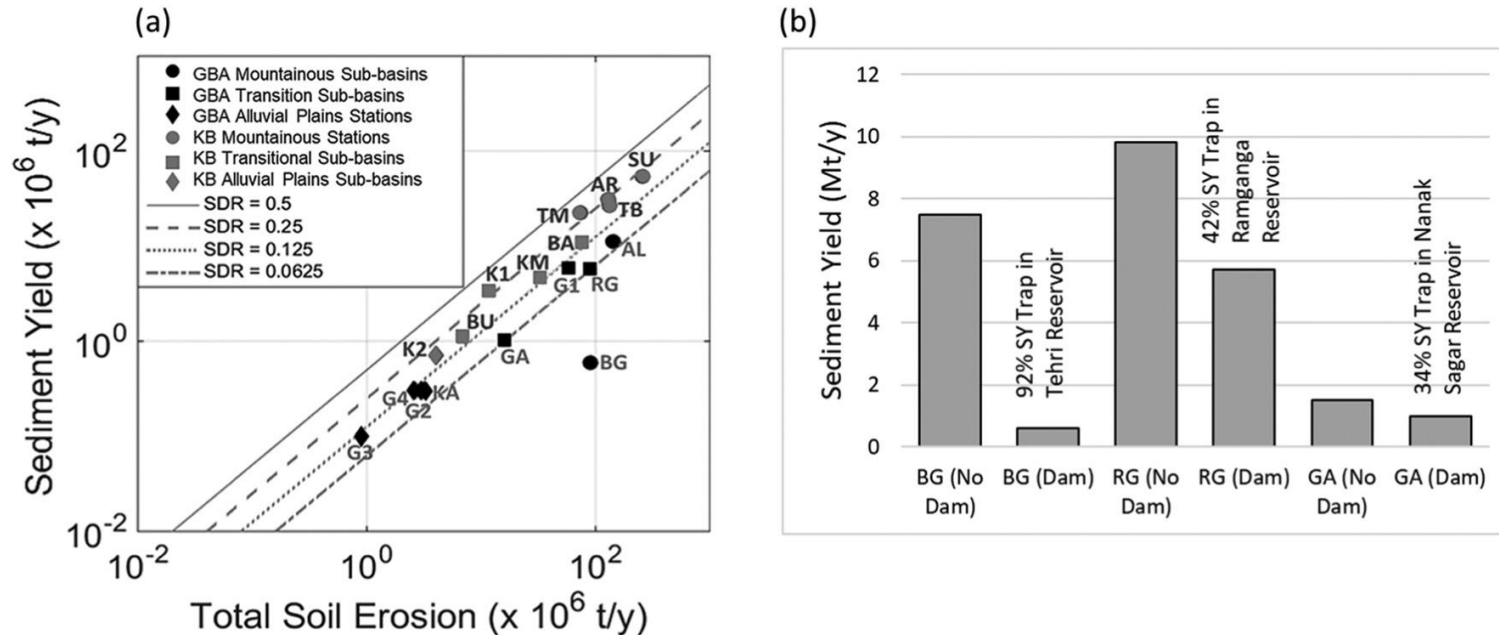 (a)
GBA Mountainous Sub-basins
GBA Transition Sub-basins
GBA Alluvial Plains Stations
KB Mountainous Stations
KB Transitional Sub-basins
KB Alluvial Plains Sub-basins
SDR = 0.5
SDR = 0.25
SDR = 0.125
SDR = 0.0625
SU
AR
TM
TB
BA
AL
KM
K1
G1
RG
BU
K2
GA
BG
G4
KA
G2
G3
10^2
10^0
10^-2
10^-2
10^0
10^2
Sediment Yield (x 10^6 t/y)
Total Soil Erosion (x 10^6 t/y)
(b)
Sediment Yield (Mt/y)
12
10
8
6
4
2
0
92% SY Trap in
Tehri Reservoir
42% SY Trap in
Ramganga
Reservoir
34% SY Trap in Nanak
Sagar Reservoir
BG (No
Dam)
BG (Dam)
RG (No
Dam)
RG (Dam)
GA (No
Dam)
GA (Dam)